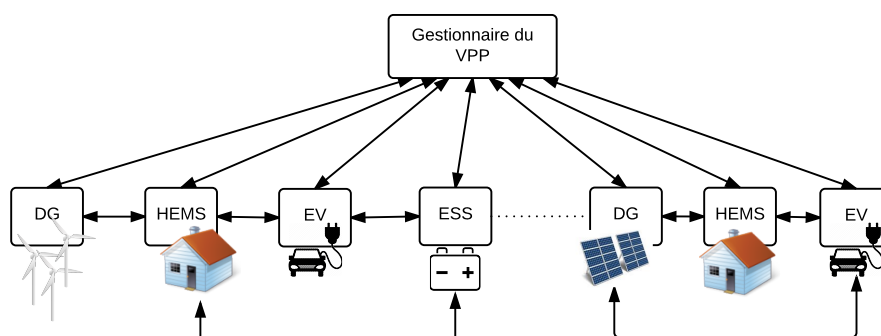 Gestionnaire du
VPP
DG
HEMS
EV
ESS
DG
HEMS
EV